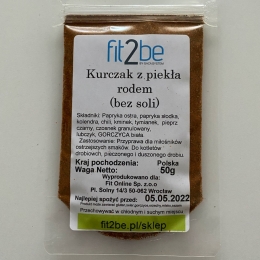 fit2be
Kurczak z piekła
rodem
(bez soli)
Składniki: Papryka ostra, papryka słodka,
kolendra, chili, kminek, tymianek, pieprz
czarny, czosnek granulowany,
lubczyk, GORCZYCA biała.
Zastosowanie: Przyprawa dla miłośników
ostrzejszych smaków. Do kotletów
drobiowych, pieczonego i duszonego drobiu.
Kraj pochodzenia: Polska
Waga Netto: 50g
Wyprodukowano dla:
Fit Online Sp. z.o.o
Pl. Solny 14/3 50-062 Wrocław
Najlepiej spożyć przed: 05.05.2022
Przechowywać w chłodnym i suchym miejscu
fit2be.pl/sklep